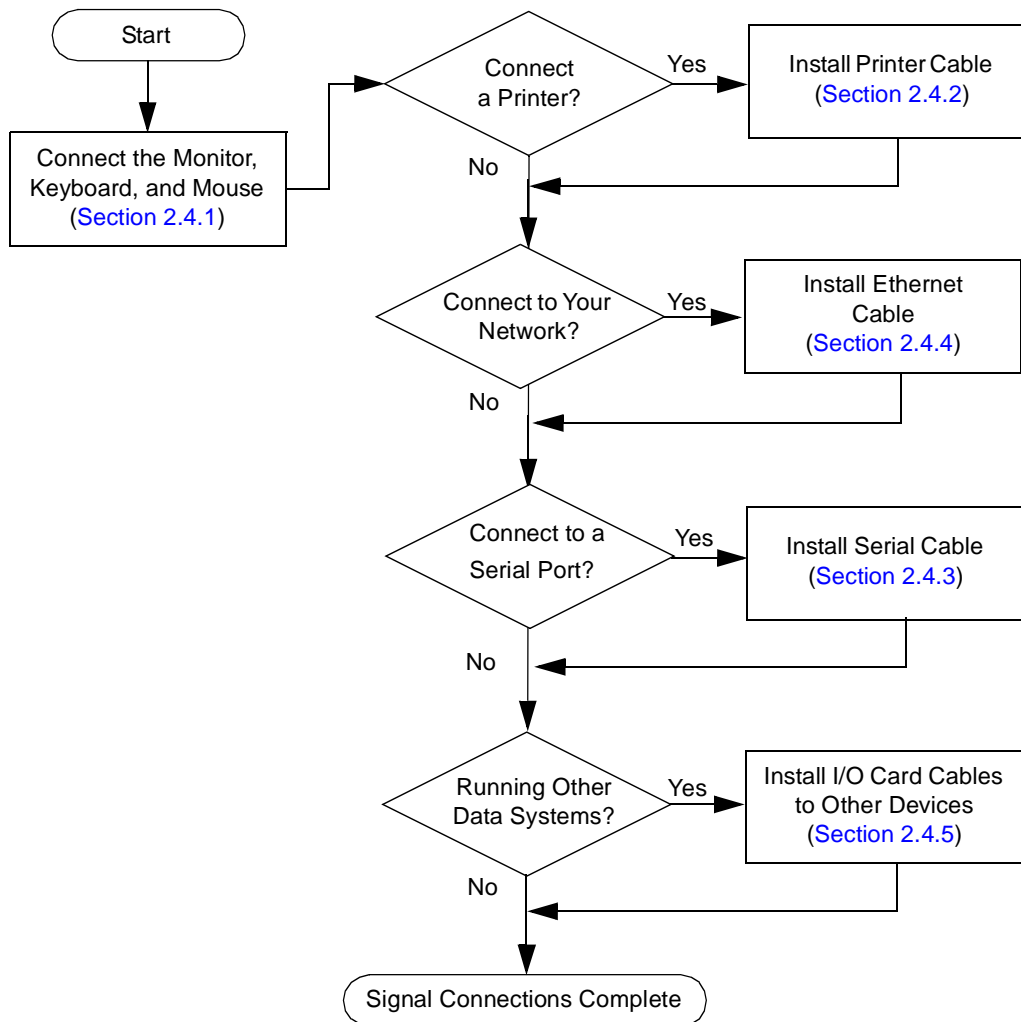 Start
Connect the Monitor,
Keyboard, and Mouse
(Section 2.4.1)
Connect
a Printer?
Yes
Install Printer Cable
(Section 2.4.2)
No
Connect to Your
Network?
Yes
Install Ethernet
Cable
(Section 2.4.4)
No
Connect to a
Serial Port?
Yes
Install Serial Cable
(Section 2.4.3)
No
Running Other
Data Systems?
Yes
Install I/O Card Cables
to Other Devices
(Section 2.4.5)
No
Signal Connections Complete